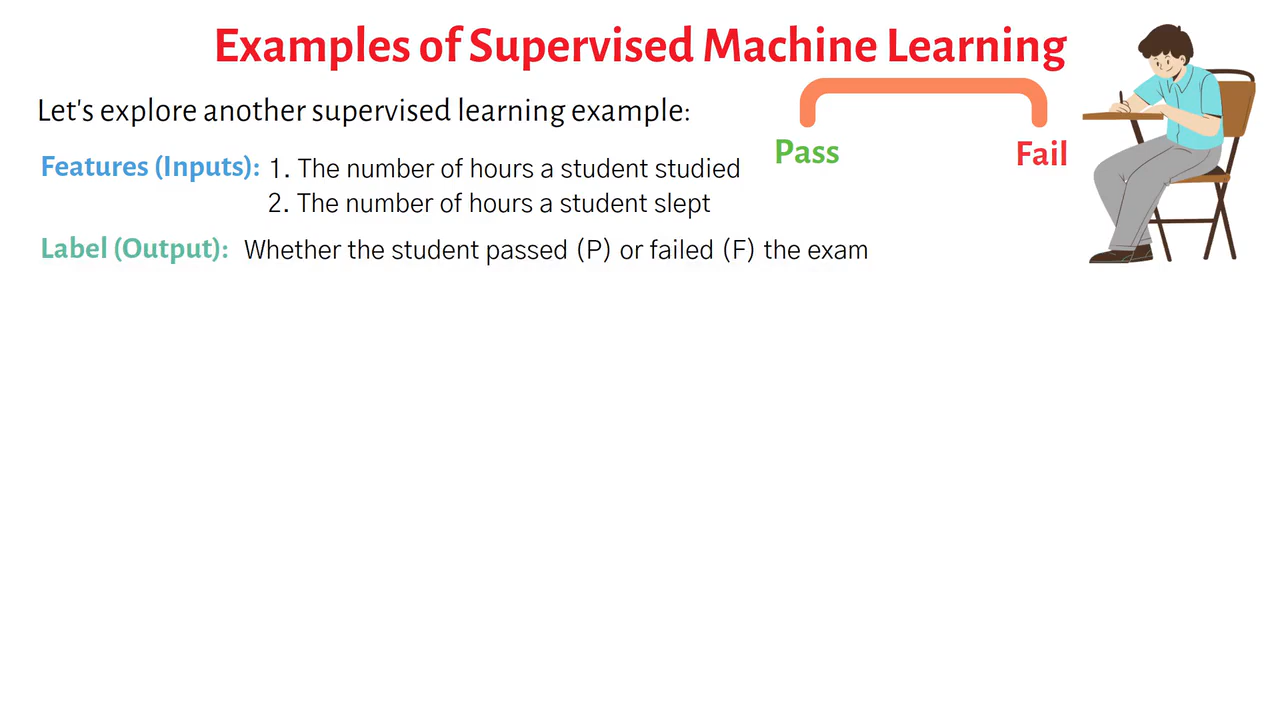 Examples of Supervised Machine Learning
Let's explore another supervised learning example:
Pass
Fail
Features (Inputs): 1. The number of hours a student studied
2. The number of hours a student slept
Label (Output): Whether the student passed (P) or failed (F) the exam